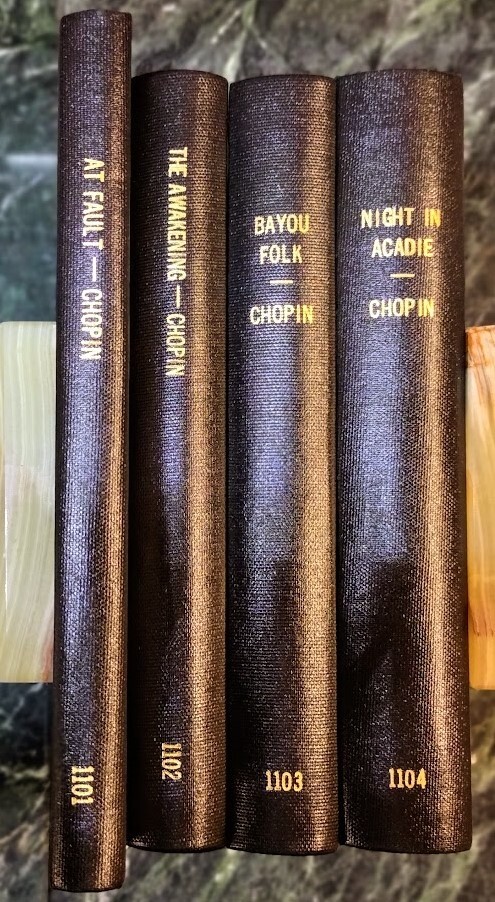 AT FAULT — CHOPIN
1101
THE AWAKENING — CHOPIN
1102
BAYOU
FOLK
—
CHOPIN
1103
NIGHT IN
ACADIE
—
CHOPIN
1104